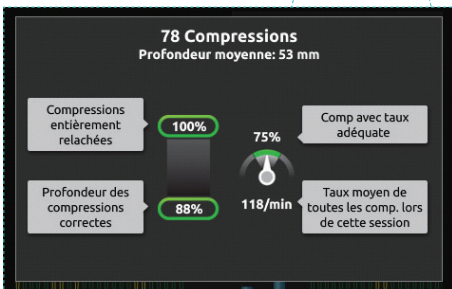 78 Compressions
Profondeur moyenne: 53 mm
Compressions
entièrement
relachées
100%
75%
Comp avec taux
adéquate
Profondeur des
compressions
correctes
88%
118/min
Taux moyen de
toutes les comp. lors
de cette session